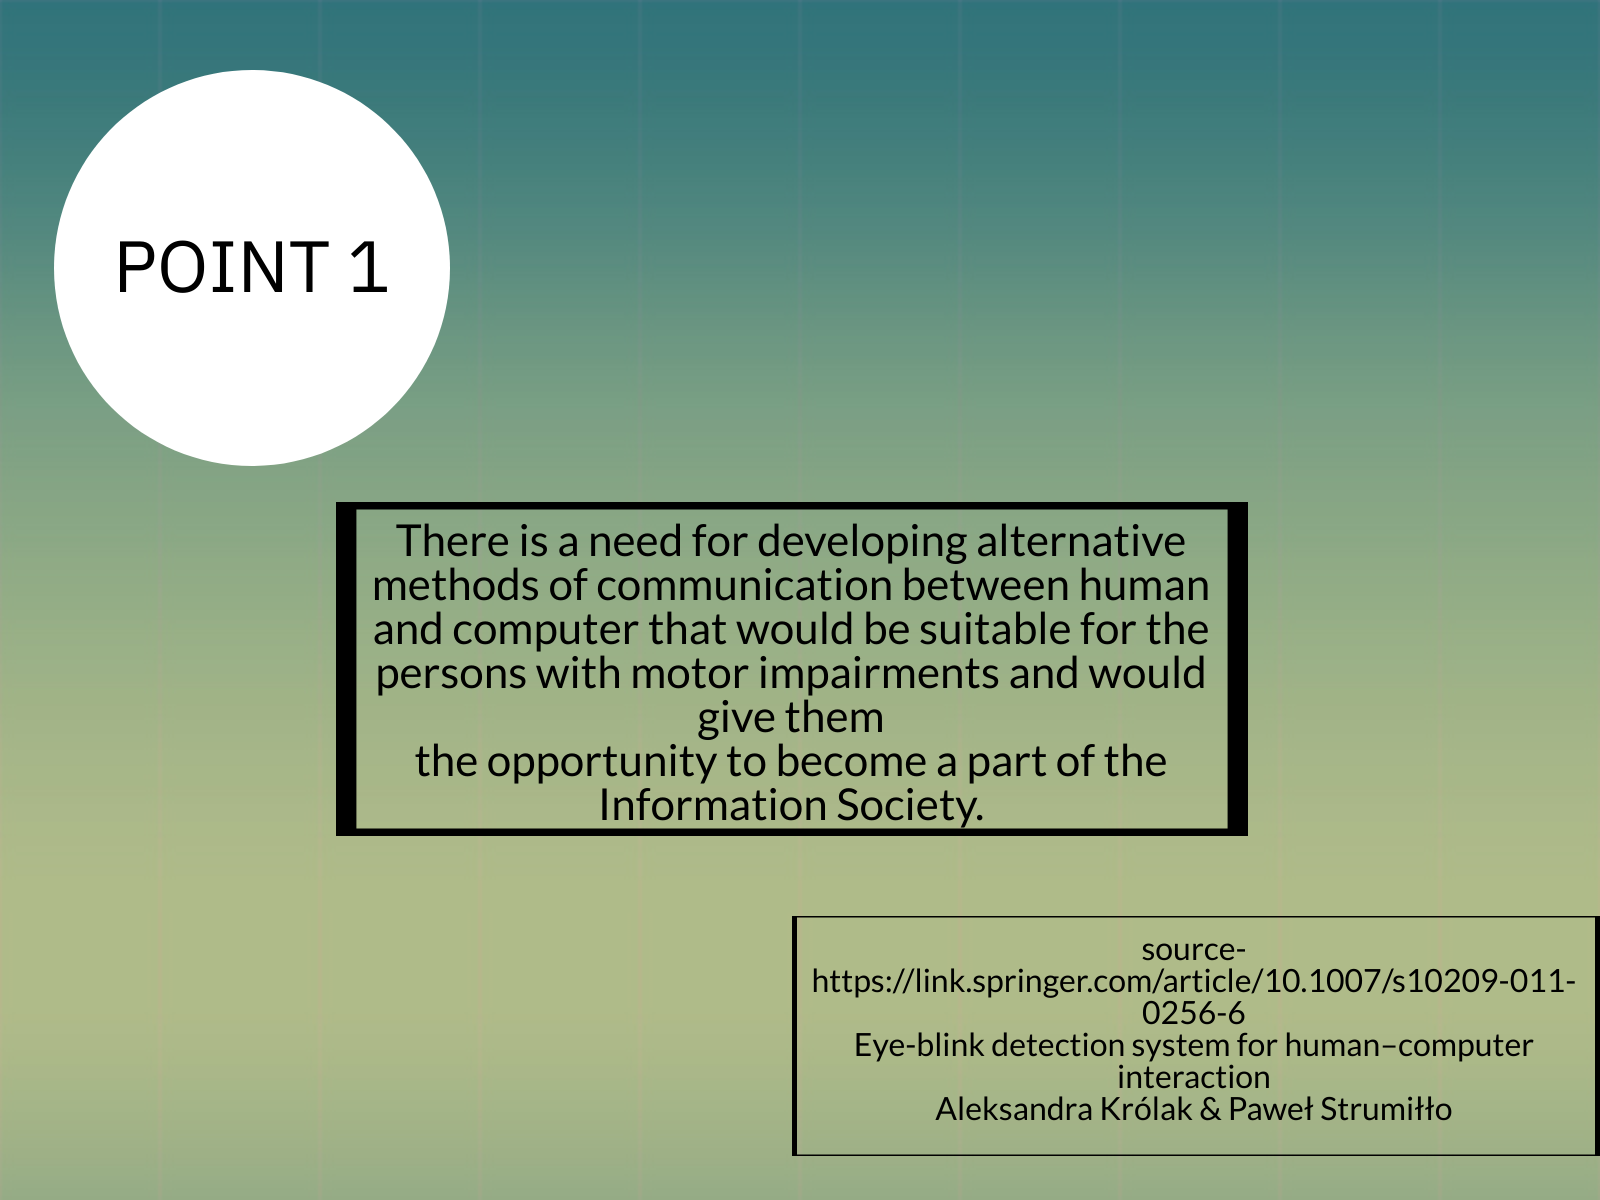 POINT 1
There is a need for developing alternative
methods of communication between human
and computer that would be suitable for the
persons with motor impairments and would
give them
the opportunity to become a part of the
Information Society.
source-
https://link.springer.com/article/10.1007/s10209-011-
0256-6
Eye-blink detection system for human–computer
interaction
Aleksandra Królak & Paweł Strumiłło